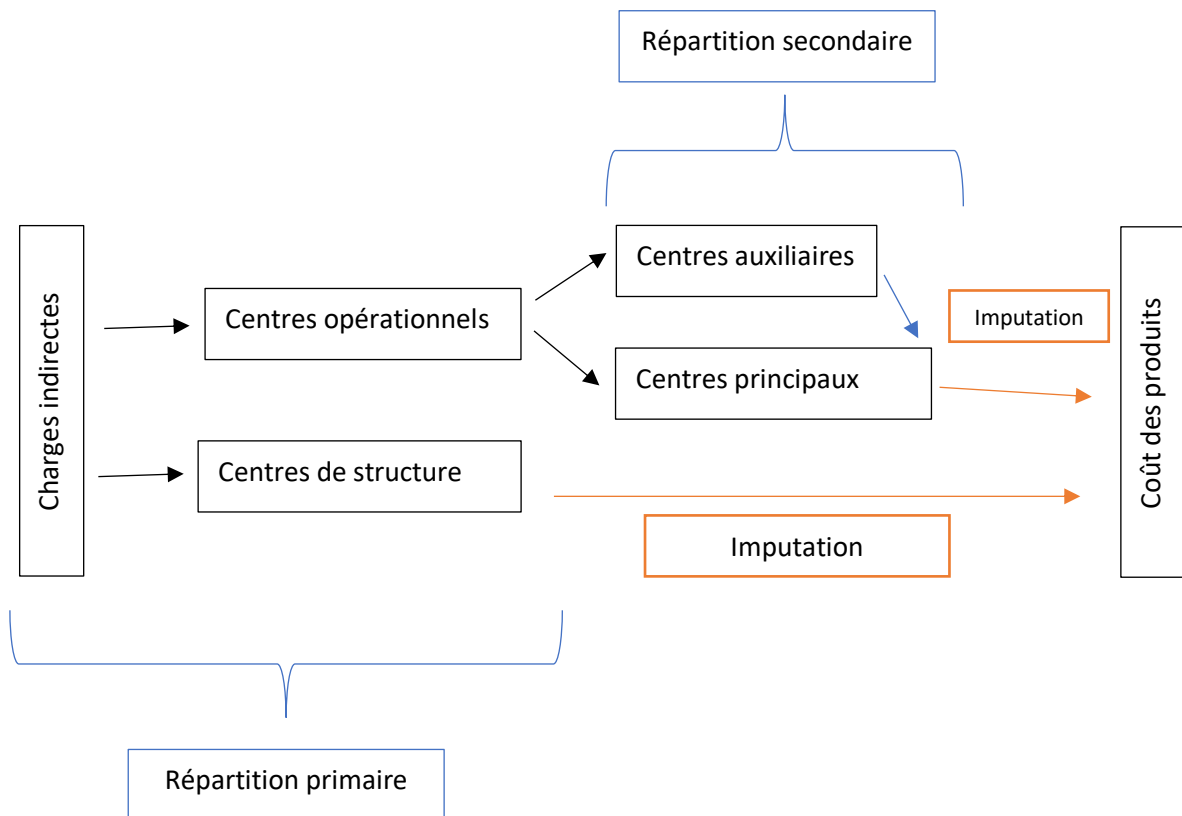 Répartition secondaire
Charges indirectes
Centres opérationnels
Centres auxiliaires
Centres principaux
Imputation
Coût des produits
Centres de structure
Imputation
Répartition primaire